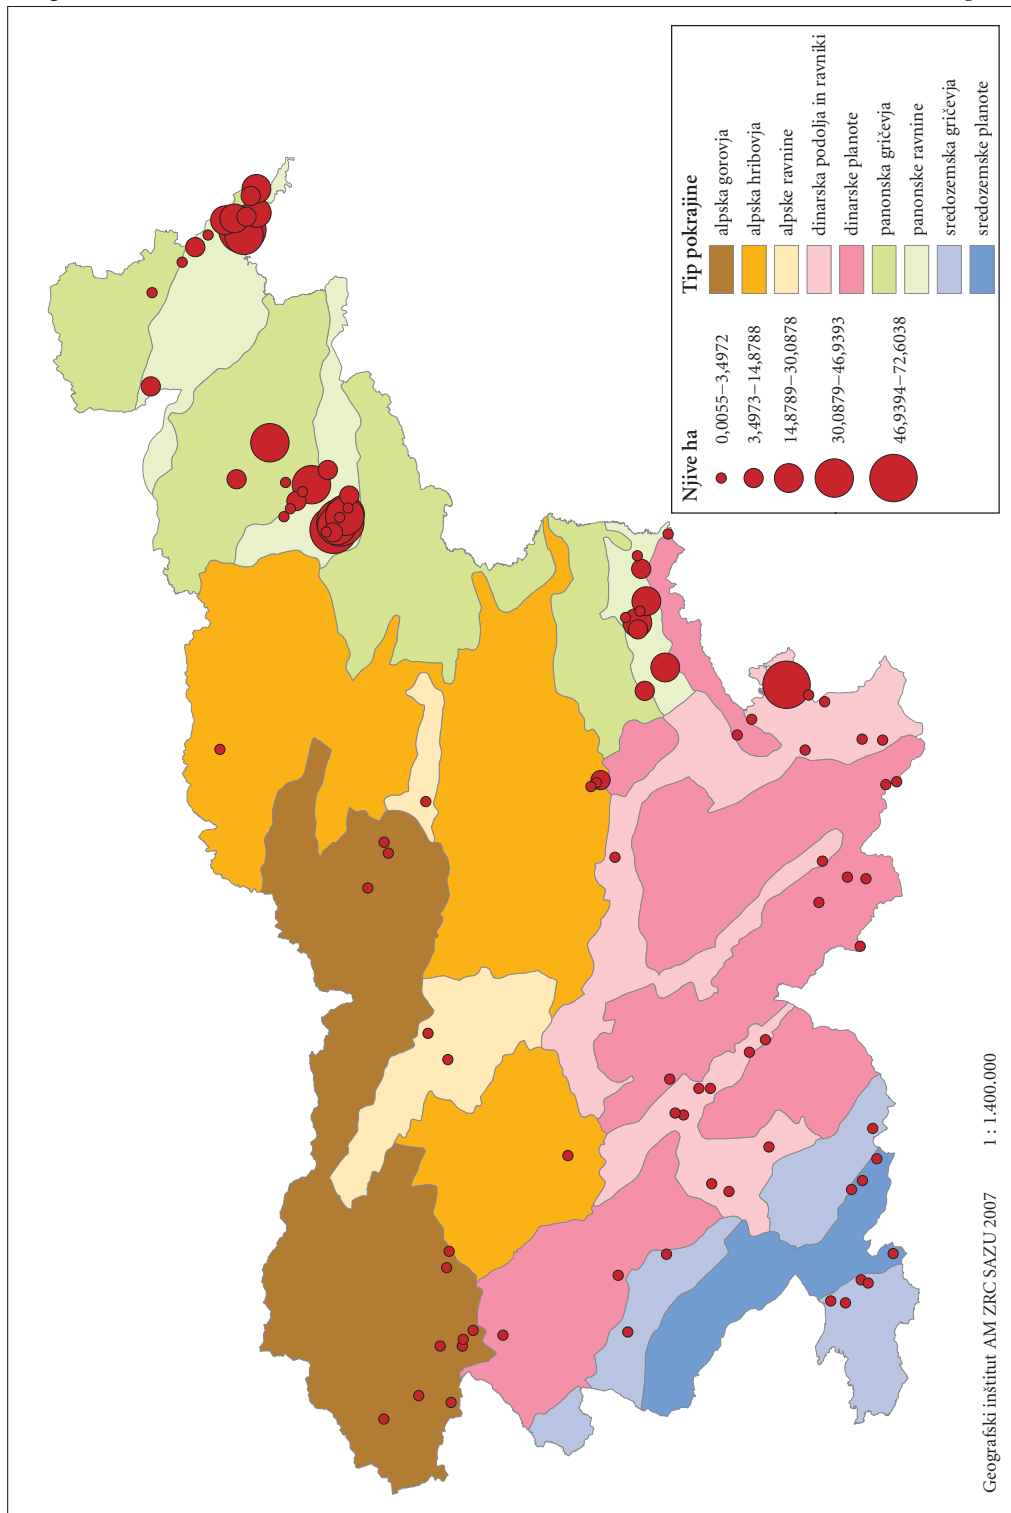 Njive ha
0,0055–3,4972
3,4973–14,8788
14,8789–30,0878
30,0879–46,9393
46,9394–72,6038
Tip pokrajine
alpska gorovja
alpska hribovja
alpske ravnine
dinarska podolja in ravniki
dinarske planote
panonska gričevja
panonske ravnine
sredozemska gričevja
sredozemske planote
Geografski inštitut AM ZRC SAZU 2007 1 : 1.400.000